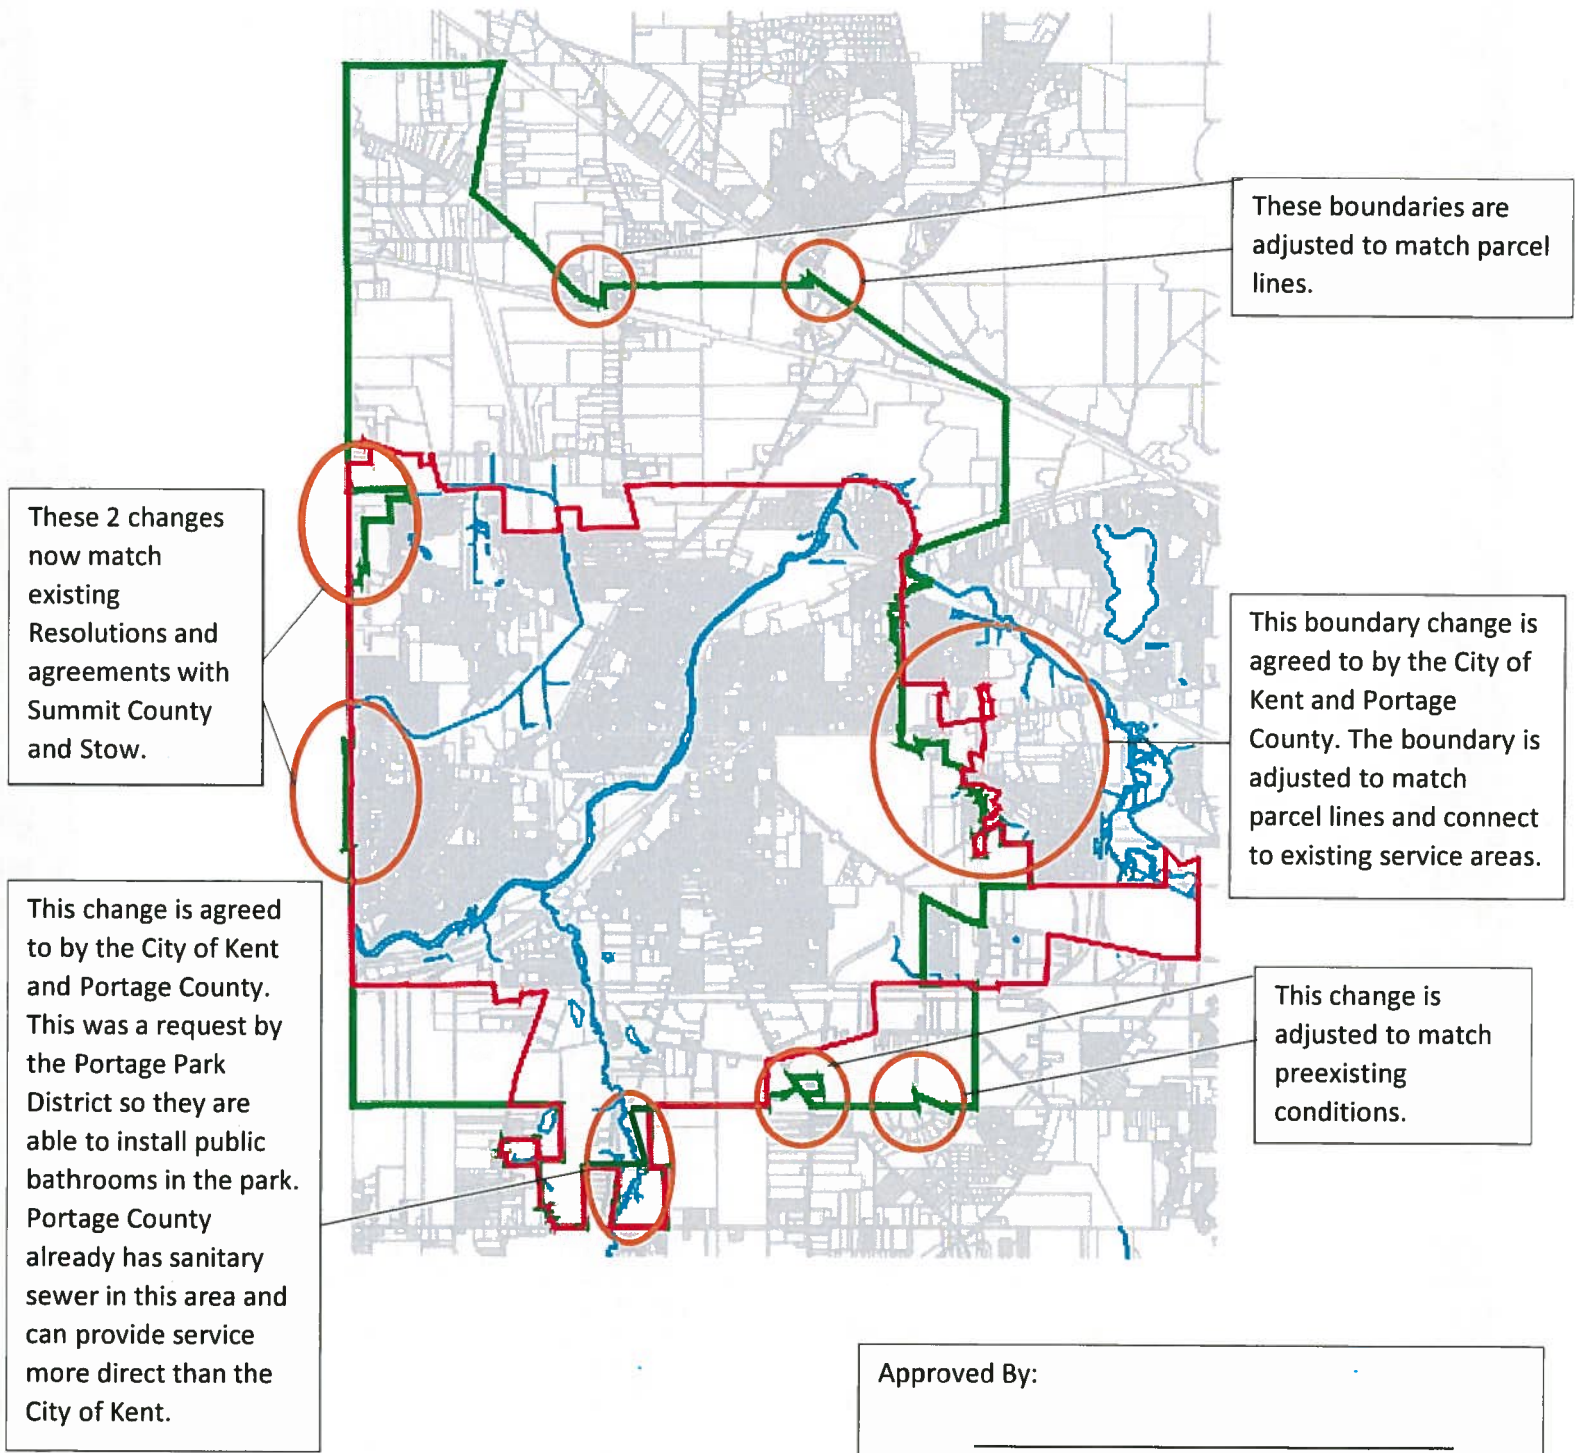 These boundaries are
adjusted to match parcel
lines.
These 2 changes
now match
existing
Resolutions and
agreements with
Summit County
and Stow.
This boundary change is
agreed to by the City of
Kent and Portage
County. The boundary is
adjusted to match
parcel lines and connect
to existing service areas.
This change is agreed
to by the City of Kent
and Portage County.
This was a request by
the Portage Park
District so they are
able to install public
bathrooms in the park.
Portage County
already has sanitary
sewer in this area and
can provide service
more direct than the
City of Kent.
This change is
adjusted to match
preexisting
conditions.
Approved By: